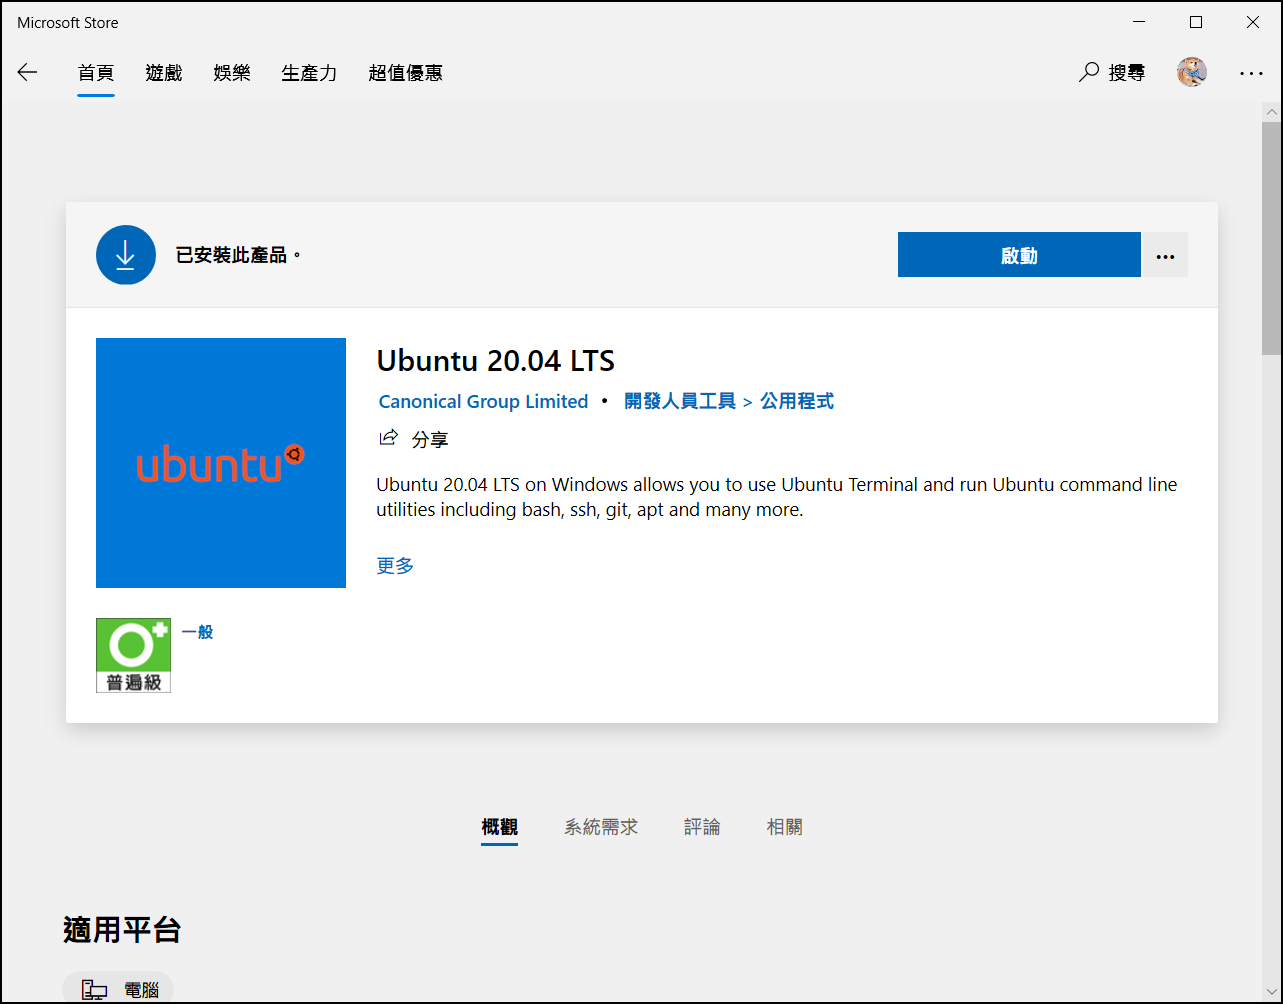 Microsoft Store
首頁 遊戲 娛樂 生產力 超值優惠 搜尋
已安裝此產品。
啟動
Ubuntu 20.04 LTS
Canonical Group Limited • 開發人員工具 > 公用程式
分享
ubuntu
Ubuntu 20.04 LTS on Windows allows you to use Ubuntu Terminal and run Ubuntu command line
utilities including bash, ssh, git, apt and many more.
更多
一般
普遍級
概觀 系統需求 評論 相關
適用平台
電腦